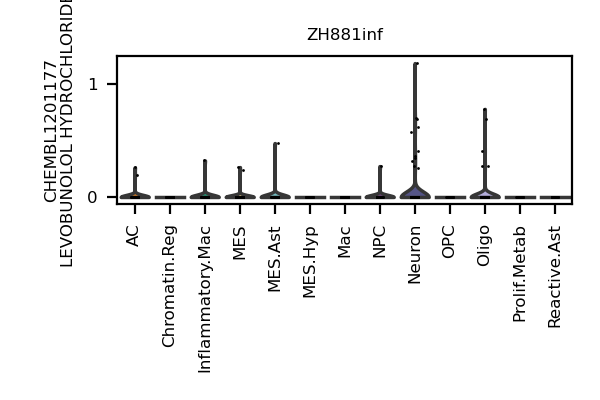 ZH881inf
CHEMBL1201177
LEVOBUNOLOL HYDROCHLORIDE
1
0
AC
Chromatin.Reg
Inflammatory.Mac
MES
MES.Ast
MES.Hyp
Mac
NPC
Neuron
OPC
Oligo
Prolif.Metab
Reactive.Ast